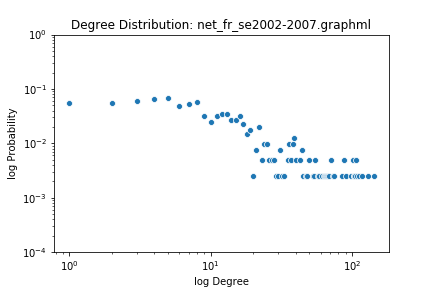 Degree Distribution: net_fr_se2002-2007.graphml
log Probability
10⁰
10⁻¹
10⁻²
10⁻³
10⁻⁴
10⁰ 10¹ 10²
log Degree